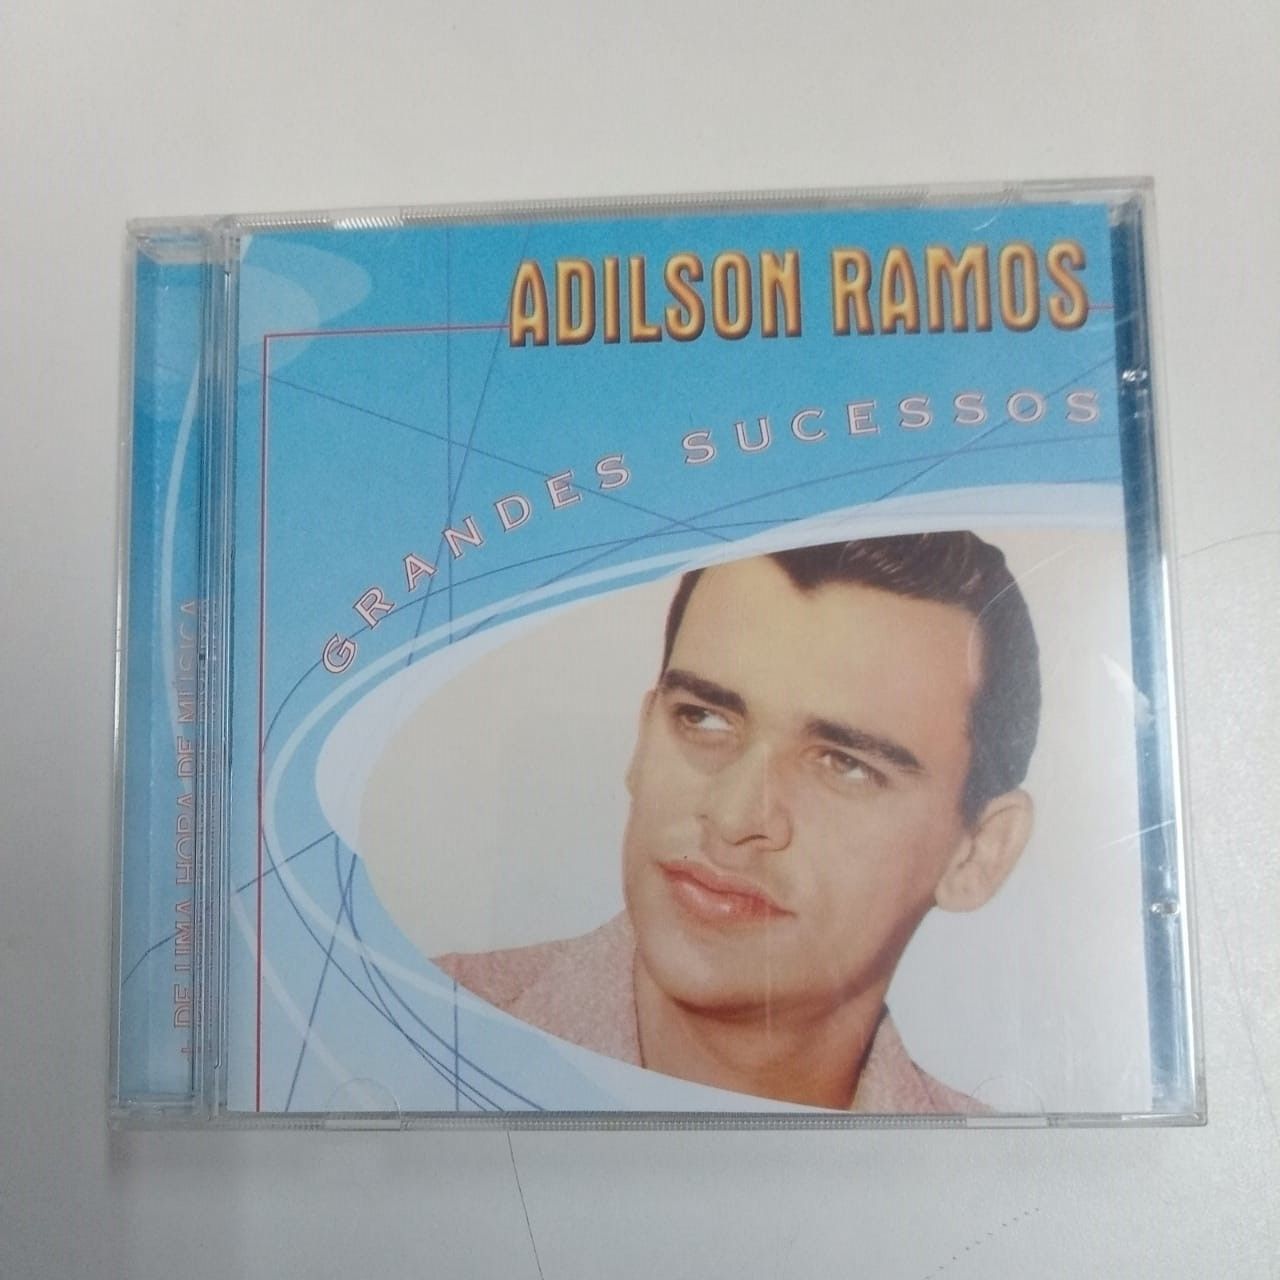 ADILSON RAMOS
GRANDES SUCESSOS
+ DE UMA HORA DE MÚSICA